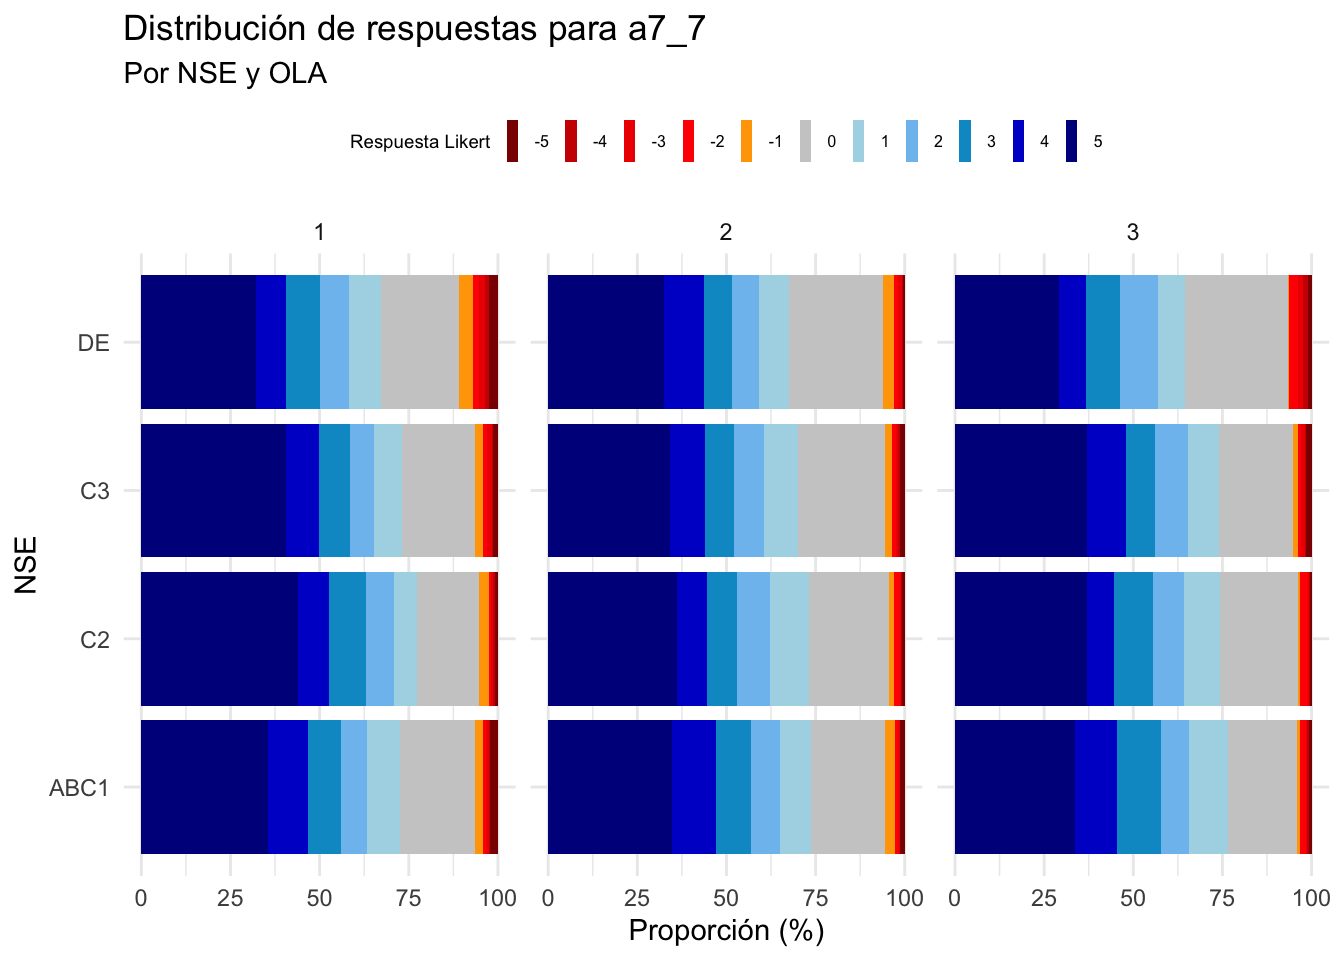 Distribución de respuestas para a7_7
Por NSE y OLA
Respuesta Likert -5 -4 -3 -2 -1 0 1 2 3 4 5
1 2 3
DE
C3
C2
ABC1
NSE
0 25 50 75 100 0 25 50 75 100 0 25 50 75 100
Proporción (%)